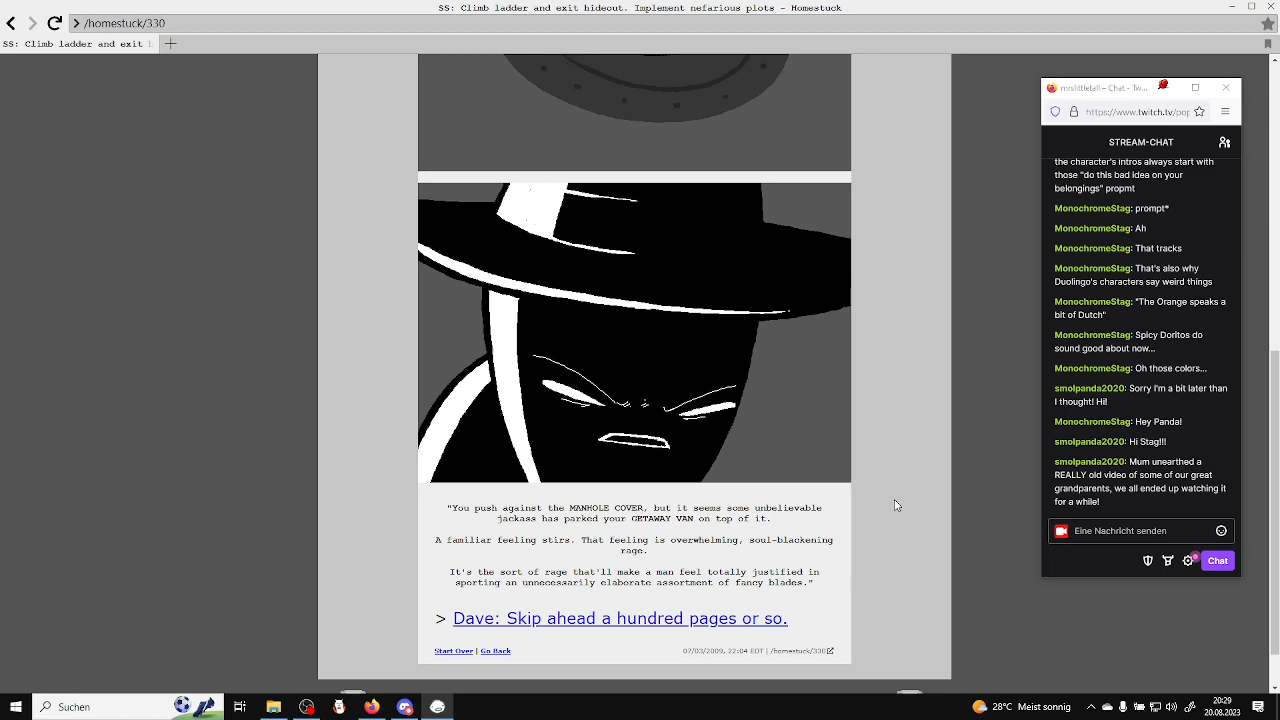 SS: Climb ladder and exit hideout. Implement nefarious plots - Homestuck
/homestuck/330
SS: Climb ladder and exit h
"You push against the MANHOLE COVER, but it seems some unbelievable
jackass has parked your GETAWAY VAN on top of it.
A familiar feeling stirs. That feeling is overwhelming, soul-blackening
rage.
It's the sort of rage that'll make a man feel totally justified in
sporting an unnecessarily elaborate assortment of fancy blades."
> Dave: Skip ahead a hundred pages or so.
Start Over | Go Back
07/03/2009, 22:04 EDT | /homestuck/330
mrslittletall – Chat - Tw...
https://www.twitch.tv/pop
STREAM-CHAT
the character's intros always start with
those "do this bad idea on your
belongings" propmt
MonochromeStag: prompt*
MonochromeStag: Ah
MonochromeStag: That tracks
MonochromeStag: That's also why
Duolingo's characters say weird things
MonochromeStag: "The Orange speaks a
bit of Dutch"
MonochromeStag: Spicy Doritos do
sound good about now...
MonochromeStag: Oh those colors...
smolpanda2020: Sorry I'm a bit later than
I thought! Hi!
MonochromeStag: Hey Panda!
smolpanda2020: Hi Stag!!!
smolpanda2020: Mum unearthed a
REALLY old video of some of our great
grandparents, we all ended up watching it
for a while!
Eine Nachricht senden
Chat
Suchen
28°C Meist sonnig
20:29
20.08.2023